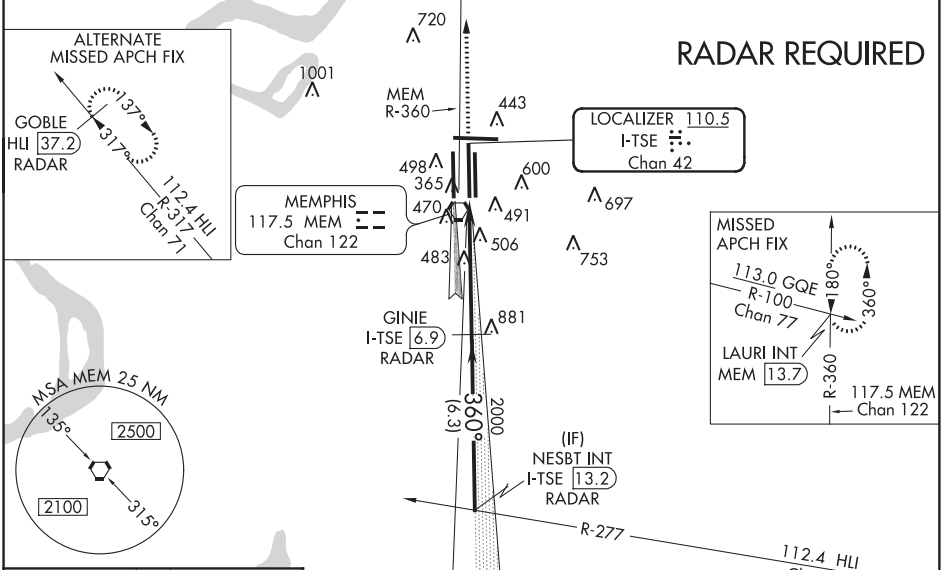 RADAR REQUIRED
ALTERNATE
MISSED APCH FIX
137°
317°
GOBLE
HLI 37.2
RADAR
112.4 HLI
R-317
Chan 71
720
1001
MEM
R-360
443
LOCALIZER 110.5
I-TSE
Chan 42
498
365
600
697
MEMPHIS
117.5 MEM
Chan 122
470
491
506
483
753
GINIE
I-TSE 6.9
RADAR
881
MISSED
APCH FIX
113.0 GQE
R-100
Chan 77
180°
360°
LAURI INT
MEM 13.7
R-360
117.5 MEM
Chan 122
MSA MEM 25 NM
135°
2500
2100
315°
2000
360°
(6.3)
(IF)
NESBT INT
I-TSE 13.2
RADAR
R-277
112.4 HLI